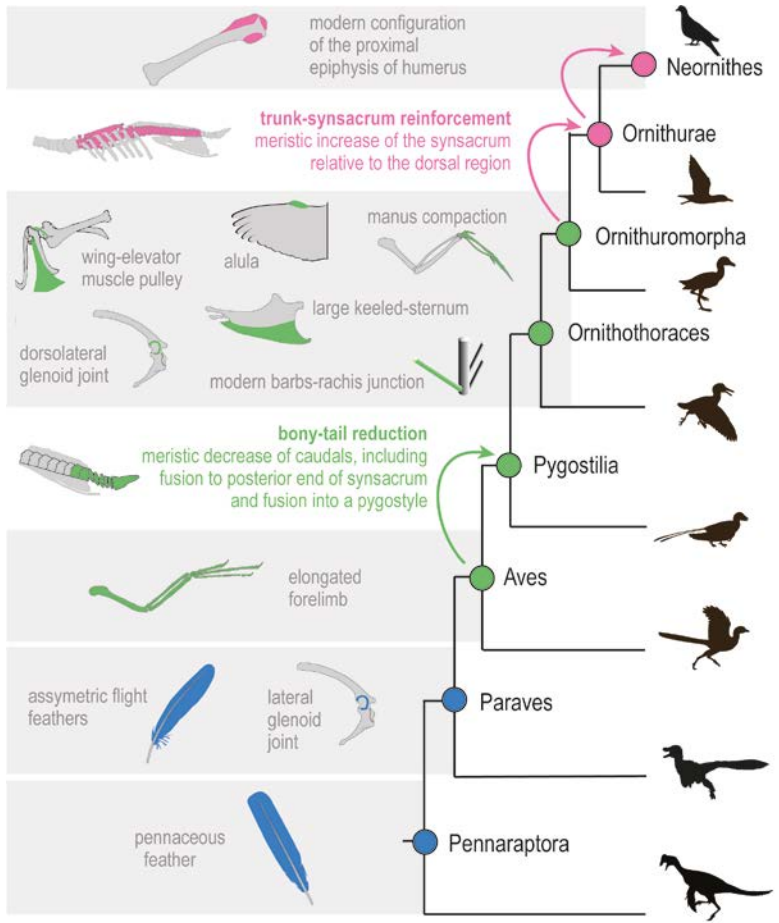 modern configuration
of the proximal
epiphysis of humerus
Neornithes
trunk-synsacrum reinforcement
meristic increase of the synsacrum
relative to the dorsal region
Ornithurae
wing-elevator
muscle pulley
alula
manus compaction
Ornithuromorpha
large keeled-sternum
dorsolateral
glenoid joint
modern barbs-rachis junction
Ornithothoraces
bony-tail reduction
meristic decrease of caudals, including
fusion to posterior end of synsacrum
and fusion into a pygostyle
Pygostilia
elongated
forelimb
Aves
assymetric flight
feathers
lateral
glenoid
joint
Paraves
pennaceous
feather
Pennaraptora